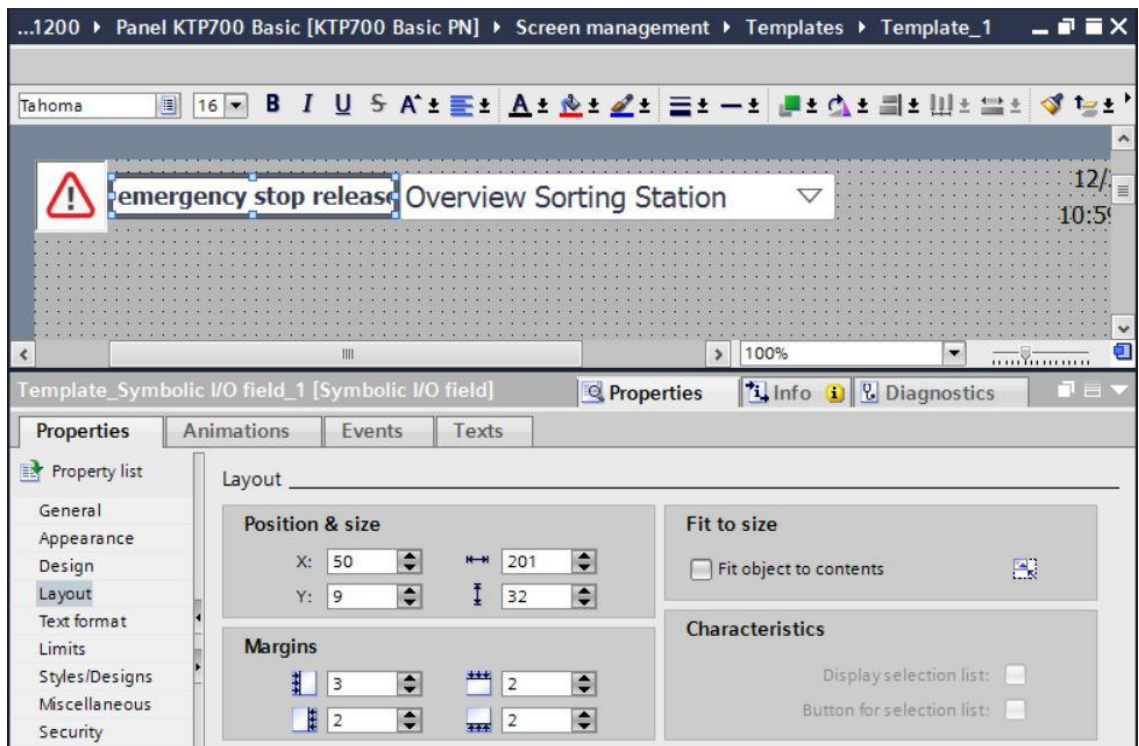 ...1200 ▸ Panel KTP700 Basic [KTP700 Basic PN] ▸ Screen management ▸ Templates ▸ Template_1
Tahoma 16 B I U S A
emergency stop release Overview Sorting Station 12/
10:59
100%
Template_Symbolic I/O field_1 [Symbolic I/O field] Properties Info Diagnostics
Properties Animations Events Texts
Property list
Layout
General
Appearance
Design
Layout
Text format
Limits
Styles/Designs
Miscellaneous
Security
Position & size
X: 50 201
Y: 9 32
Margins
3 2
2 2
Fit to size
Fit object to contents
Characteristics
Display selection list:
Button for selection list: